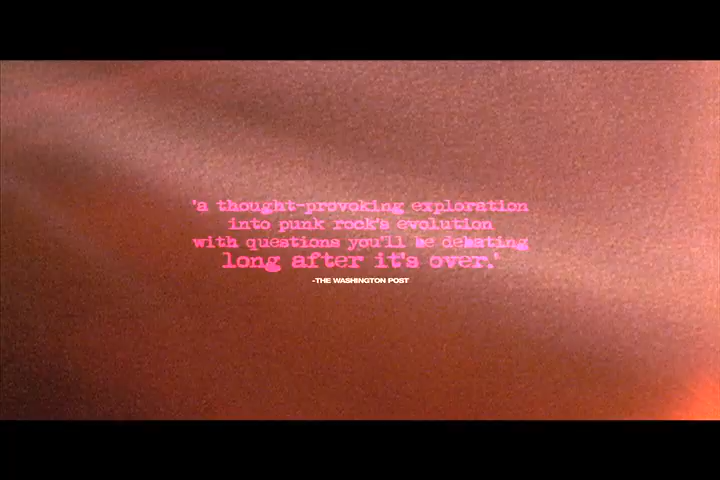 'a thought-provoking exploration
into punk rock's evolution
with questions you'll be debating
long after it's over.'
-THE WASHINGTON POST